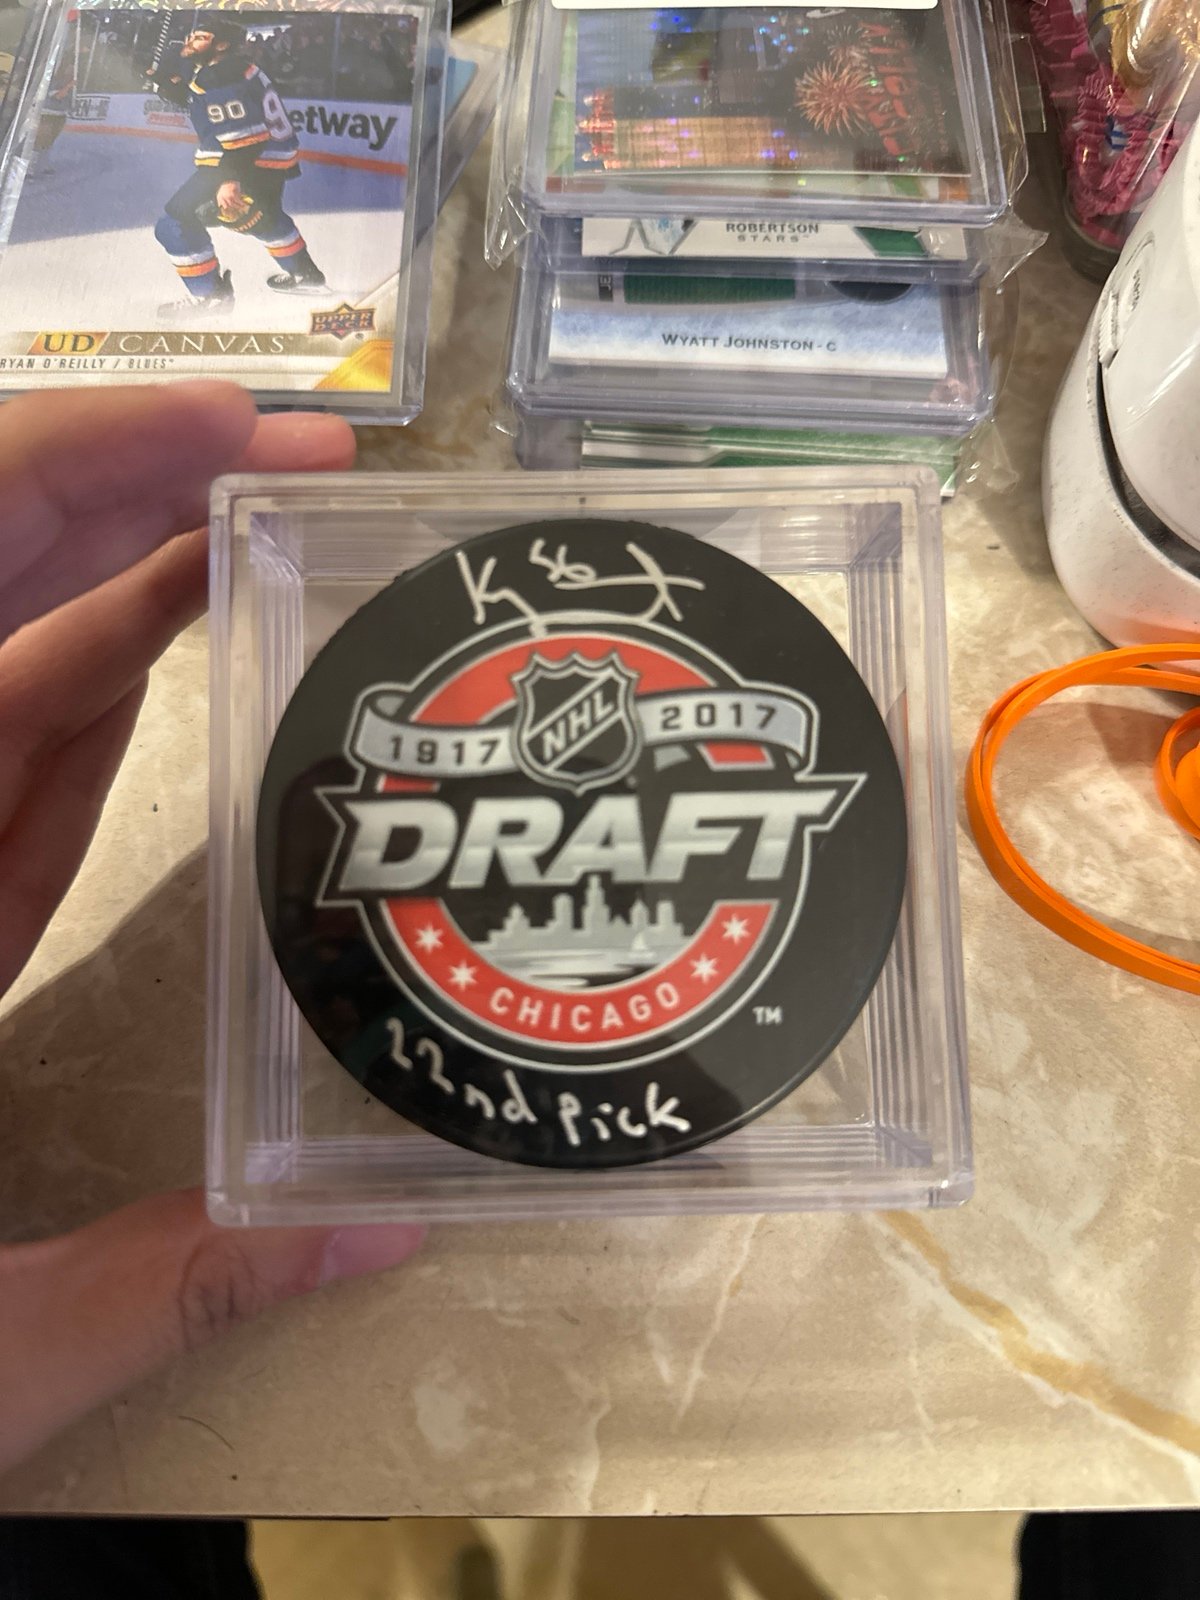 90
etway
UPPER DECK
UD CANVAS
RYAN O'REILLY / BLUES
ROBERTSON
STARS
WYATT JOHNSTON - C
56
1917 NHL 2017
DRAFT
CHICAGO
TM
22nd Pick